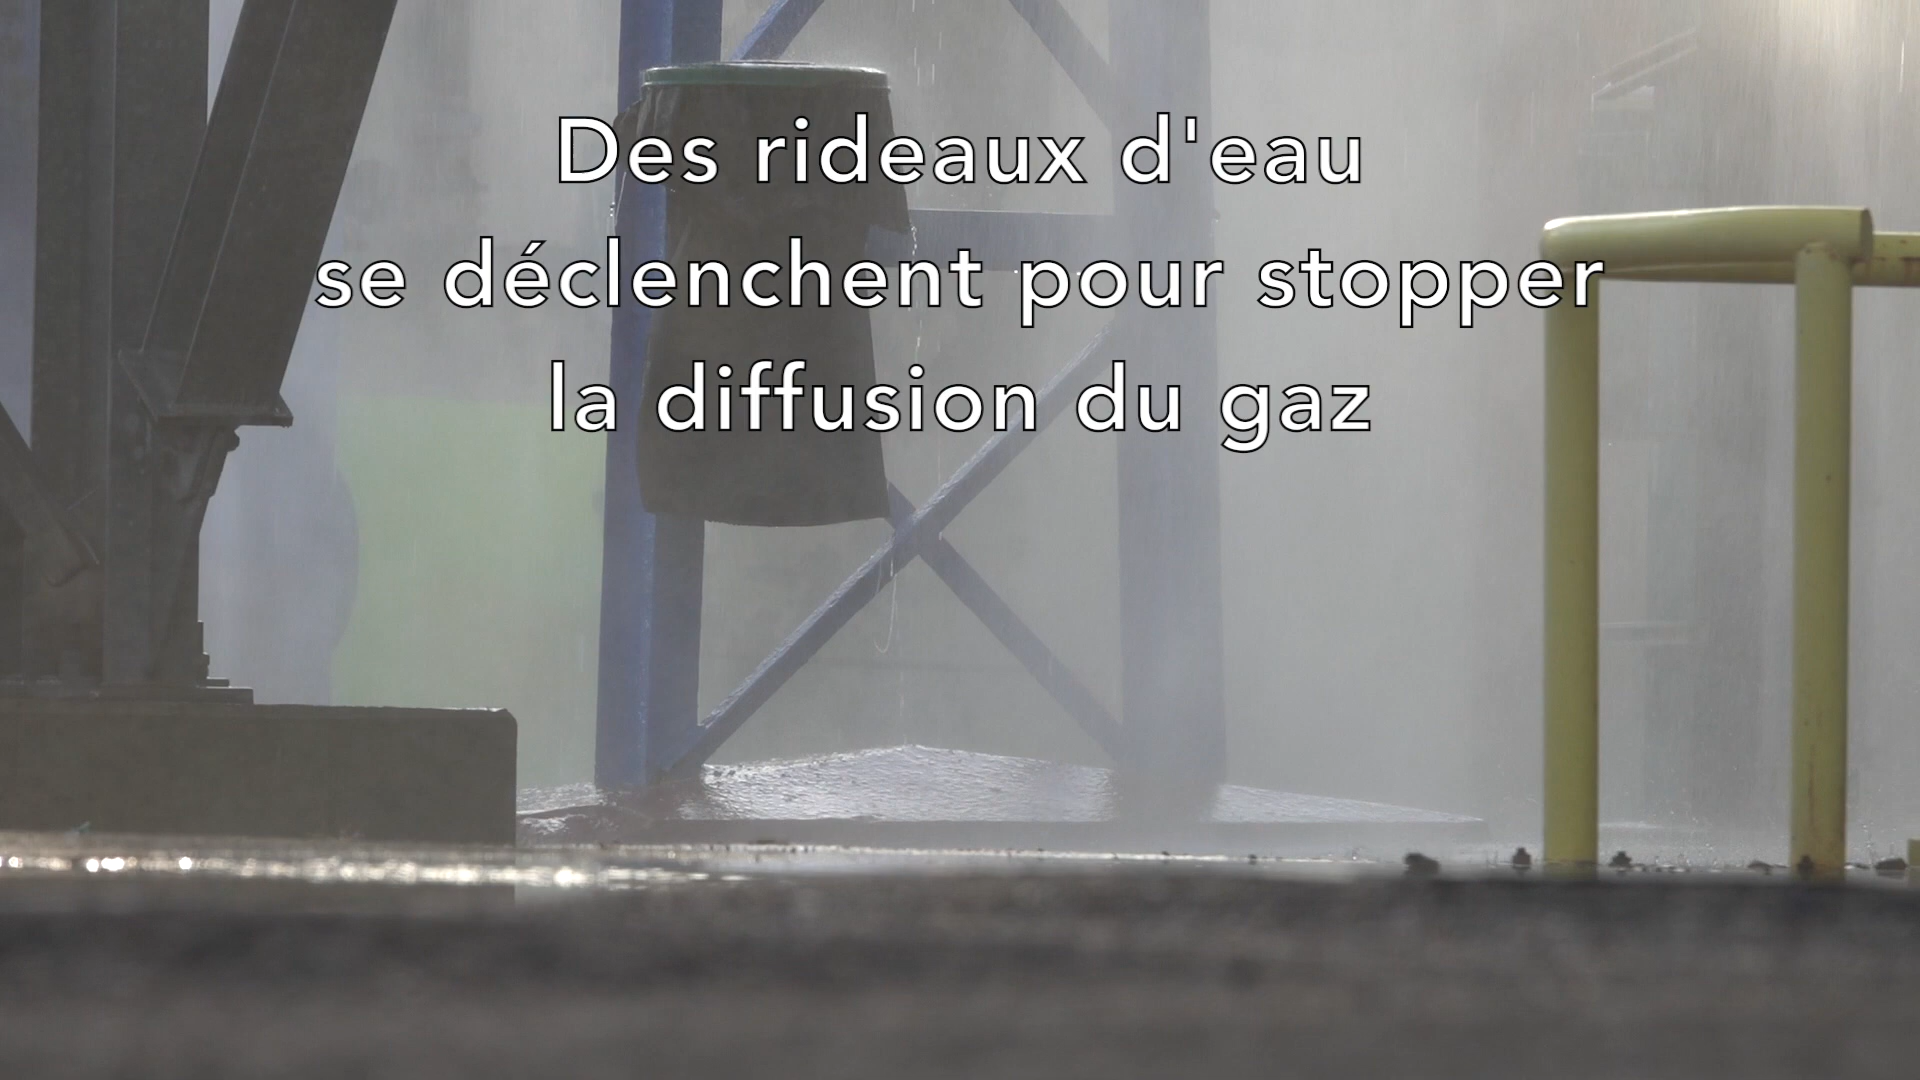 Des rideaux d'eau
se déclenchent pour stopper
la diffusion du gaz